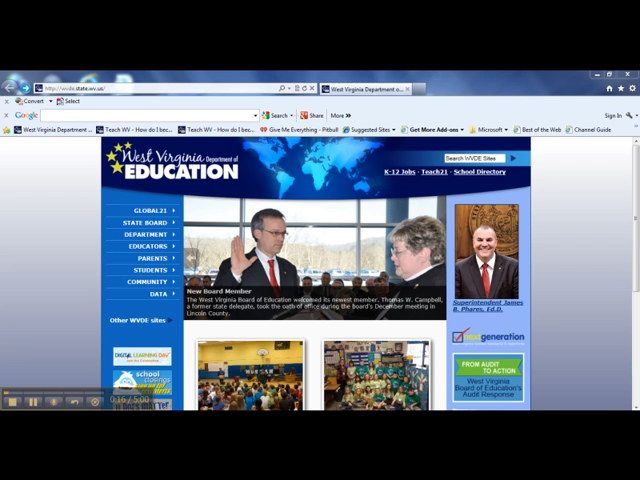 http://wvde.state.wv.us/
West Virginia Department o...
Convert
Select
Google
Search
Share
More »
Sign In
West Virginia Department ...
Teach WV - How do I bec...
Teach WV - How do I bec...
Give Me Everything - Pitbull
Suggested Sites
Get More Add-ons
Microsoft
Best of the Web
Channel Guide
West Virginia Department of
EDUCATION
Search WVDE Sites
K-12 Jobs - Teach21 - School Directory
GLOBAL21
STATE BOARD
DEPARTMENT
EDUCATORS
PARENTS
STUDENTS
COMMUNITY
DATA
Other WVDE sites
New Board Member
The West Virginia Board of Education welcomed its newest member. Thomas W. Campbell,
a former state delegate, took the oath of office during the board's December meeting in
Lincoln County.
Superintendent James
B. Phares, Ed.D.
nextgeneration
DIGITAL LEARNING DAY
school
closings
FROM AUDIT
TO ACTION
West Virginia
Board of Education's
Audit Response
0:16 / 5:00